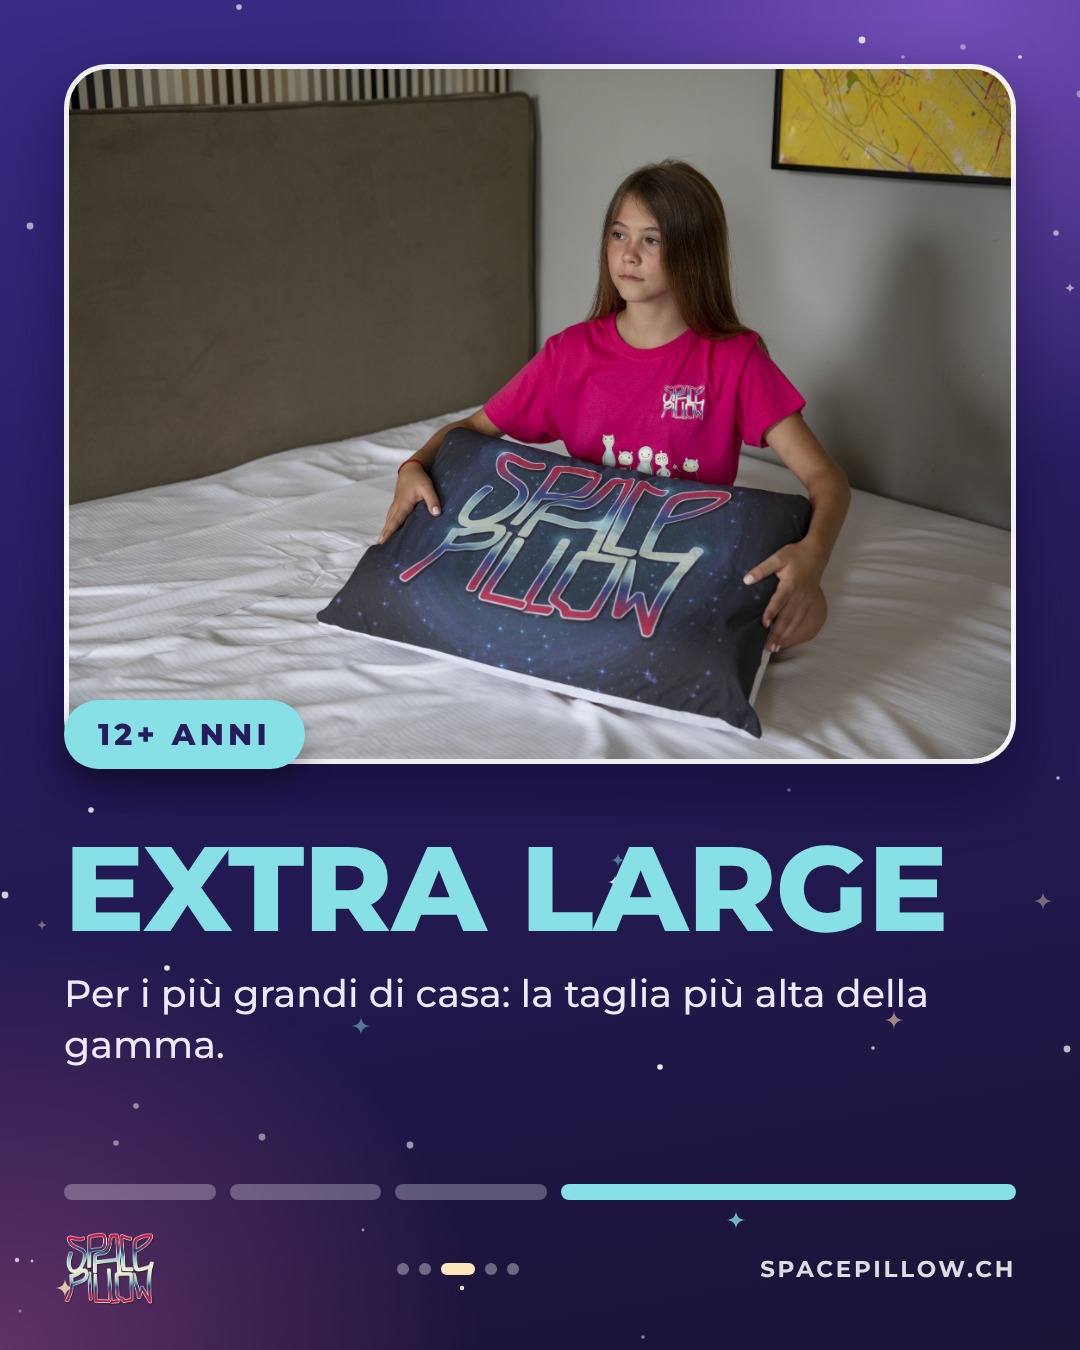 SPACE
PILLOW
SPACE
PILLOW
12+ ANNI
EXTRA LARGE
Per i più grandi di casa: la taglia più alta della
gamma.
SPACE
PILLOW
SPACEPILLOW.CH